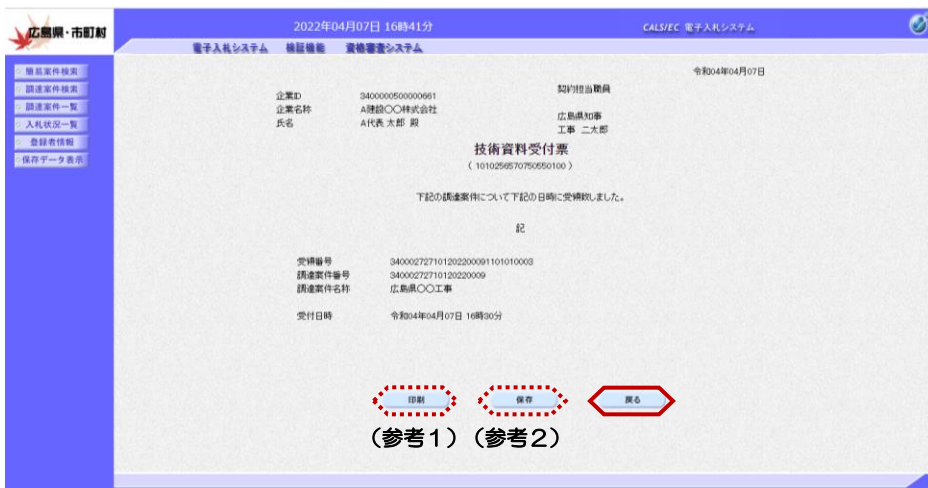 広島県・市町村
2022年04月07日 16時41分
CALS/EC 電子入札システム
電子入札システム 検証機能 資格審査システム
簡易案件検索
調達案件検索
調達案件一覧
入札状況一覧
登録者情報
保存データ表示
令和04年04月07日
企業ID 3400000500000661
企業名称 A建設〇〇株式会社
氏名 A代表 太郎 殿
契約担当職員
広島県知事
工事 二太郎
技術資料受付票
( 1010256570750550100 )
下記の調達案件について下記の日時に受領致しました。
記
受領番号 340002727101202200091101010003
調達案件番号 34000272710120220009
調達案件名称 広島県〇〇工事
受付日時 令和04年04月07日 16時30分
印刷 保存 戻る
(参考1) (参考2)